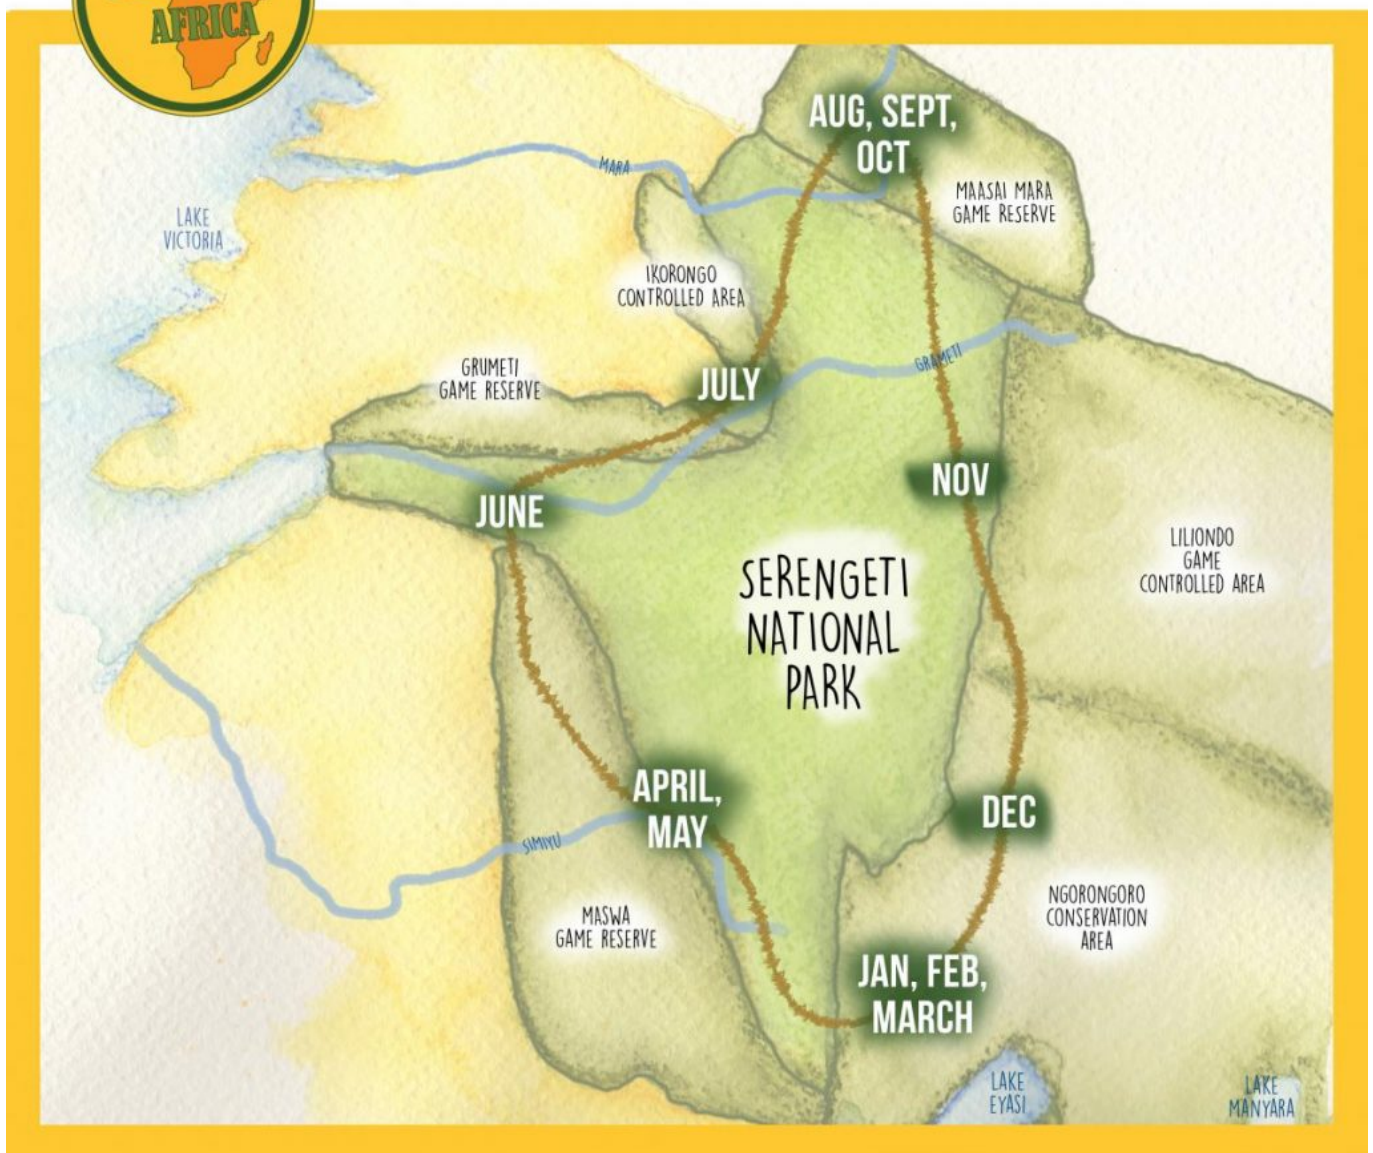 AFRICA
AUG, SEPT,
OCT
MARA
MAASAI MARA
GAME RESERVE
LAKE
VICTORIA
IKORONGO
CONTROLLED AREA
GRAMETI
GRUMETI
GAME RESERVE
JULY
NOV
JUNE
LILIONDO
GAME
CONTROLLED AREA
SERENGETI
NATIONAL
PARK
APRIL,
MAY
DEC
SIMIYU
NGORONGORO
CONSERVATION
AREA
MASWA
GAME RESERVE
JAN, FEB,
MARCH
LAKE
EYASI
LAKE
MANYARA